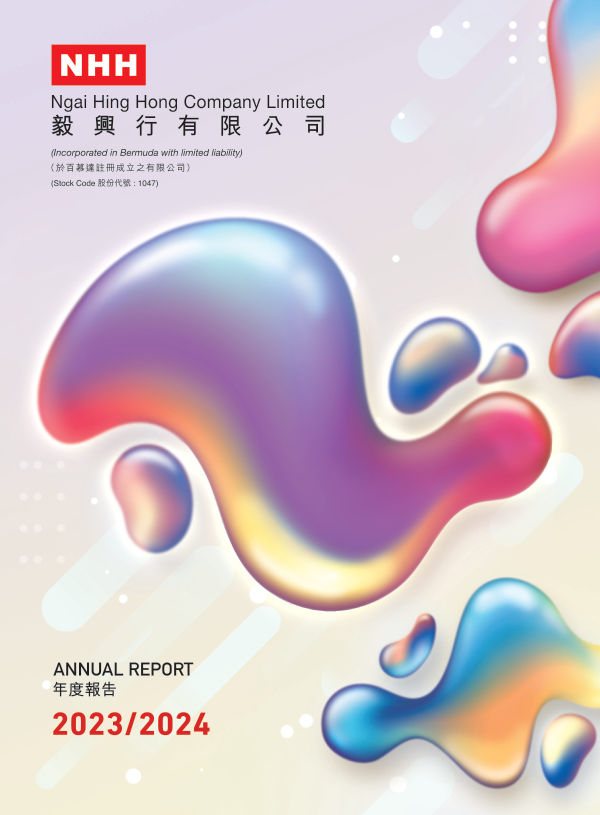 NHH
Ngai Hing Hong Company Limited
毅興行有限公司
(Incorporated in Bermuda with limited liability)
(於百慕達註冊成立之有限公司)
(Stock Code 股份代號 : 1047)
ANNUAL REPORT
年度報告
2023/2024